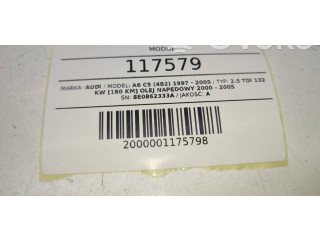 MODUŁ
117579
MARKA: AUDI / MODEL: A6 C5 (4B2) 1997 - 2005 ; TYP: 2.5 TDI 132
KW [180 KM] OLEJ NAPĘDOWY 2000 - 2005
SN: 8E0862333A / JAKOŚĆ: A
2000001175798